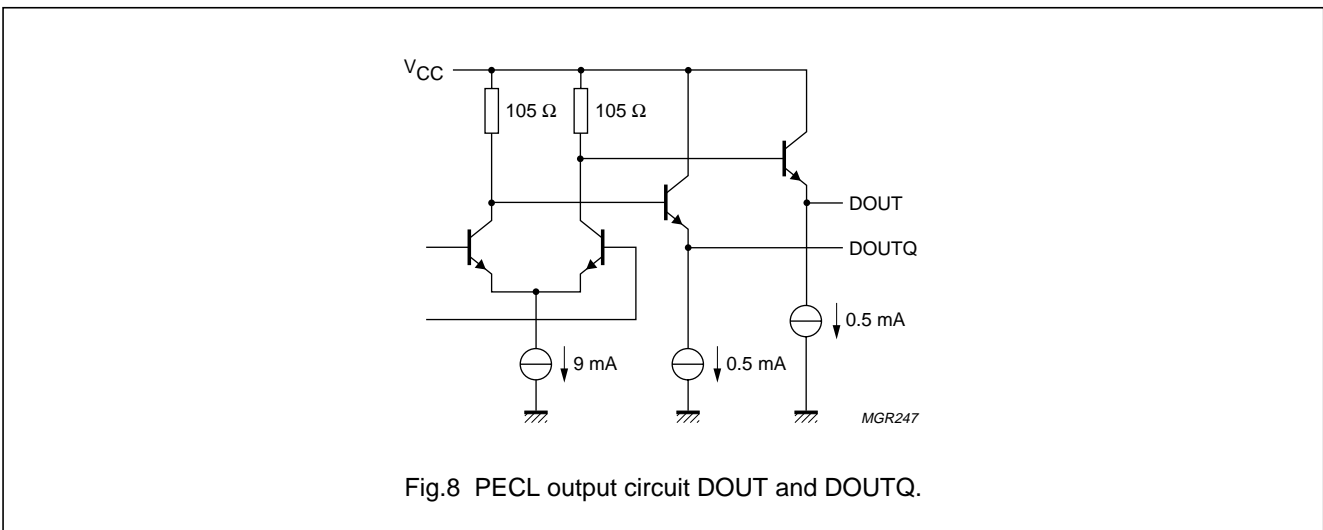 VCC
105 Ω 105 Ω
DOUT
DOUTQ
0.5 mA
9 mA 0.5 mA
MGR247
Fig.8 PECL output circuit DOUT and DOUTQ.